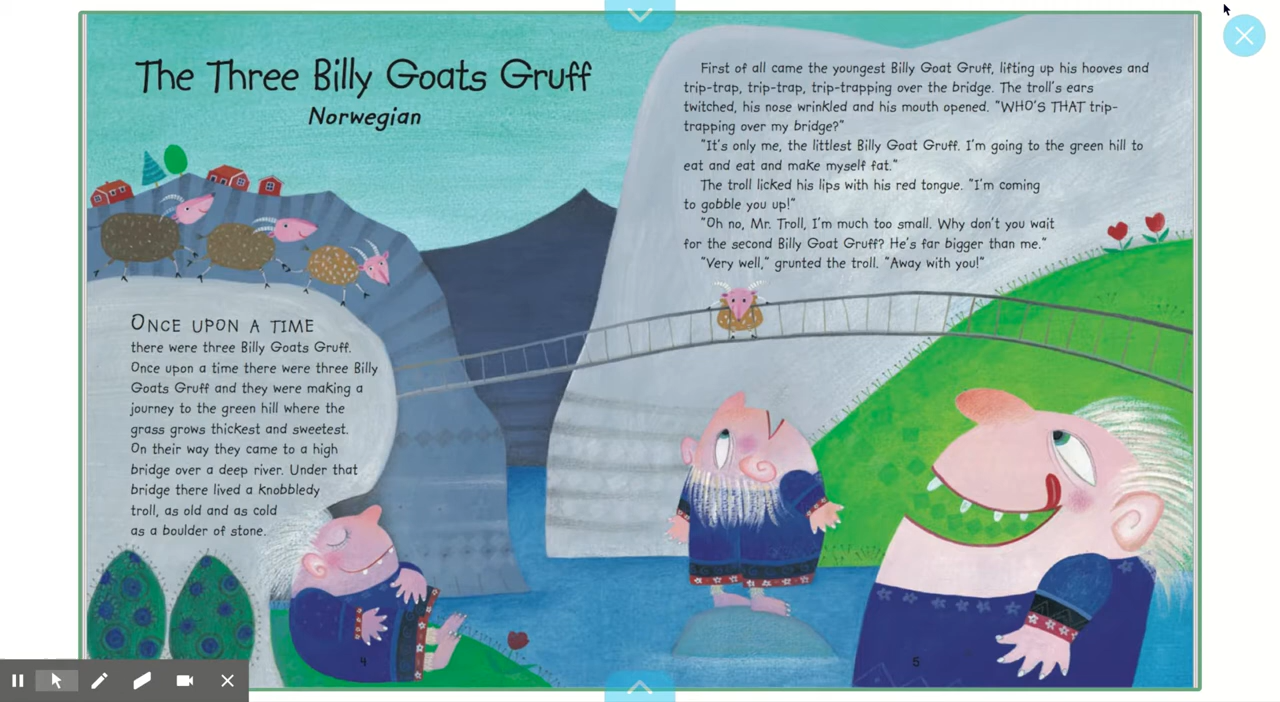 The Three Billy Goats Gruff
Norwegian
ONCE UPON A TIME
there were three Billy Goats Gruff.
Once upon a time there were three Billy
Goats Gruff and they were making a
journey to the green hill where the
grass grows thickest and sweetest.
On their way they came to a high
bridge over a deep river. Under that
bridge there lived a knobbledy
troll, as old and as cold
as a boulder of stone.
4
First of all came the youngest Billy Goat Gruff, lifting up his hooves and
trip-trap, trip-trap, trip-trapping over the bridge. The troll's ears
twitched, his nose wrinkled and his mouth opened. "WHO'S THAT trip-
trapping over my bridge?"
"It's only me, the littlest Billy Goat Gruff. I'm going to the green hill to
eat and eat and make myself fat."
The troll licked his lips with his red tongue. "I'm coming
to gobble you up!"
"Oh no, Mr. Troll, I'm much too small. Why don't you wait
for the second Billy Goat Gruff? He's far bigger than me."
"Very well," grunted the troll. "Away with you!"
5